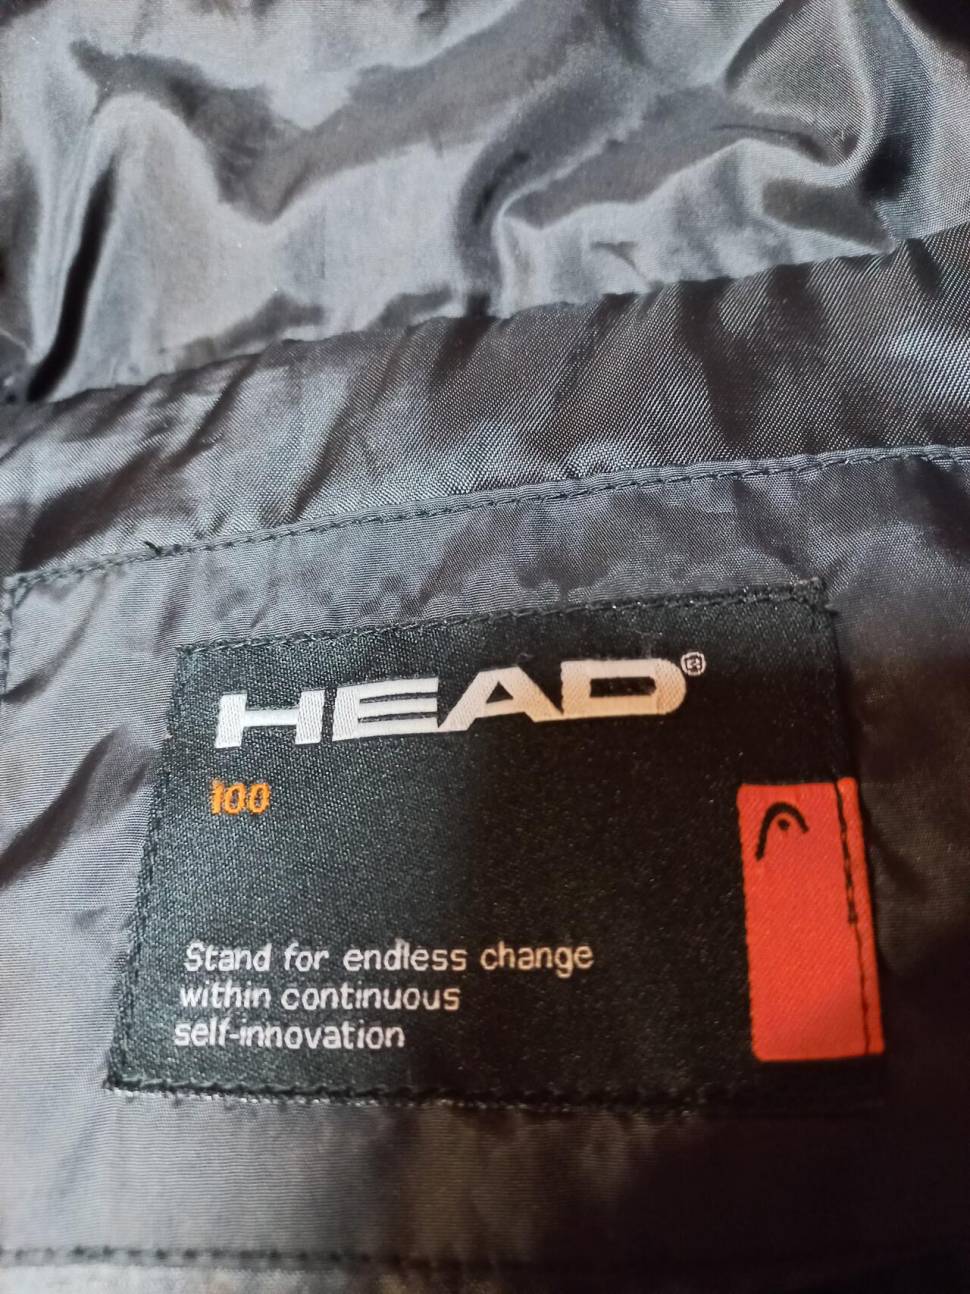 HEAD®
100
Stand for endless change
within continuous
self-innovation